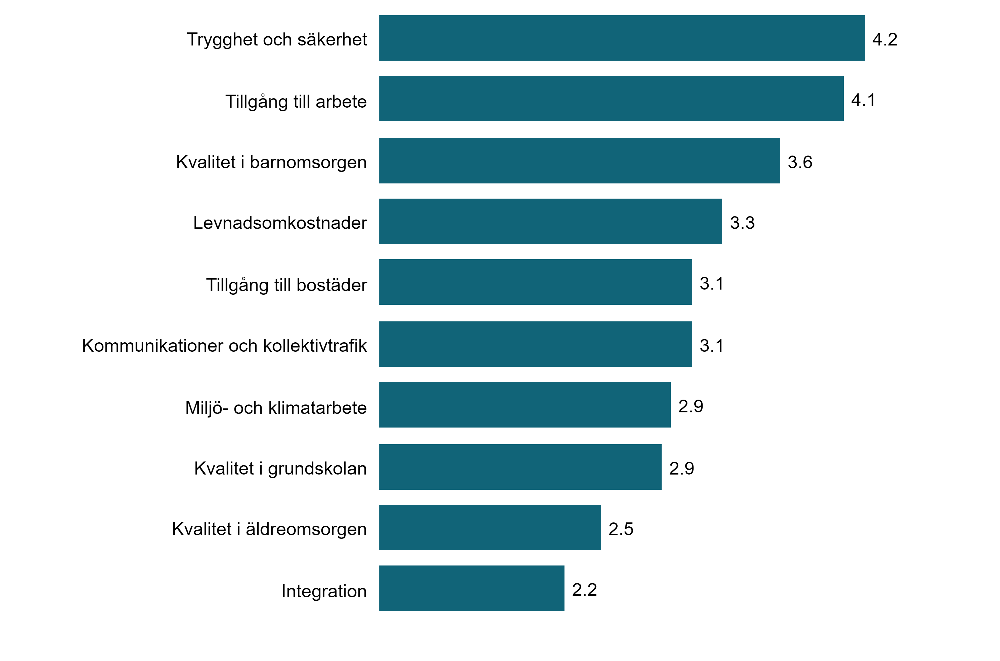 Trygghet och säkerhet 4.2
Tillgång till arbete 4.1
Kvalitet i barnomsorgen 3.6
Levnadsomkostnader 3.3
Tillgång till bostäder 3.1
Kommunikationer och kollektivtrafik 3.1
Miljö- och klimatarbete 2.9
Kvalitet i grundskolan 2.9
Kvalitet i äldreomsorgen 2.5
Integration 2.2